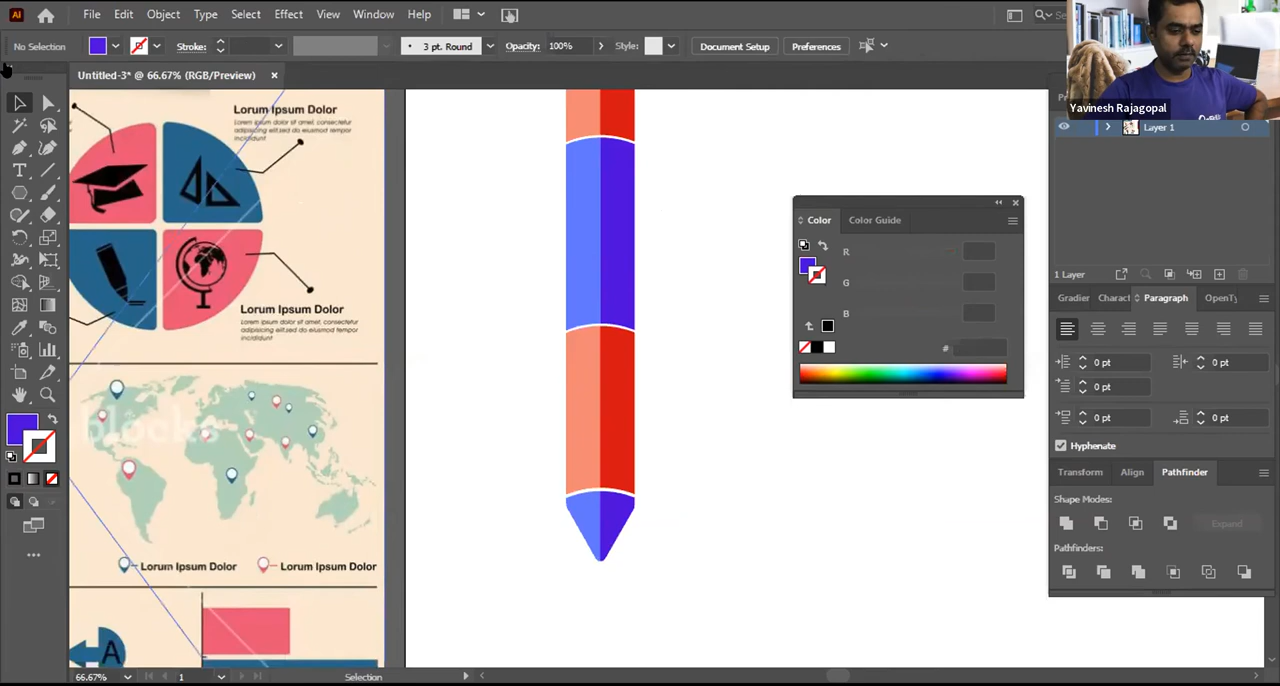 Ai File Edit Object Type Select Effect View Window Help
No Selection Stroke: 3 pt. Round Opacity: 100% Style: Document Setup Preferences
Untitled-3* @ 66.67% (RGB/Preview)
Yavinesh Rajagopal
Lorum Ipsum Dolor
lorem ipsum dolor sit amet, consectetur
adipisicing elit.sed do eiusmod tempor
incididunt
Lorum Ipsum Dolor
lorem ipsum dolor sit amet, consectetur
adipisicing elit.sed do eiusmod tempor
incididunt
blocks
Lorum Ipsum Dolor Lorum Ipsum Dolor
A
Color Color Guide
R
G
B
#
Layer 1
1 Layer
Gradier Charact Paragraph OpenTy
0 pt 0 pt
0 pt
0 pt 0 pt
Hyphenate
Transform Align Pathfinder
Shape Modes:
Expand
Pathfinders:
66.67% 1 Selection